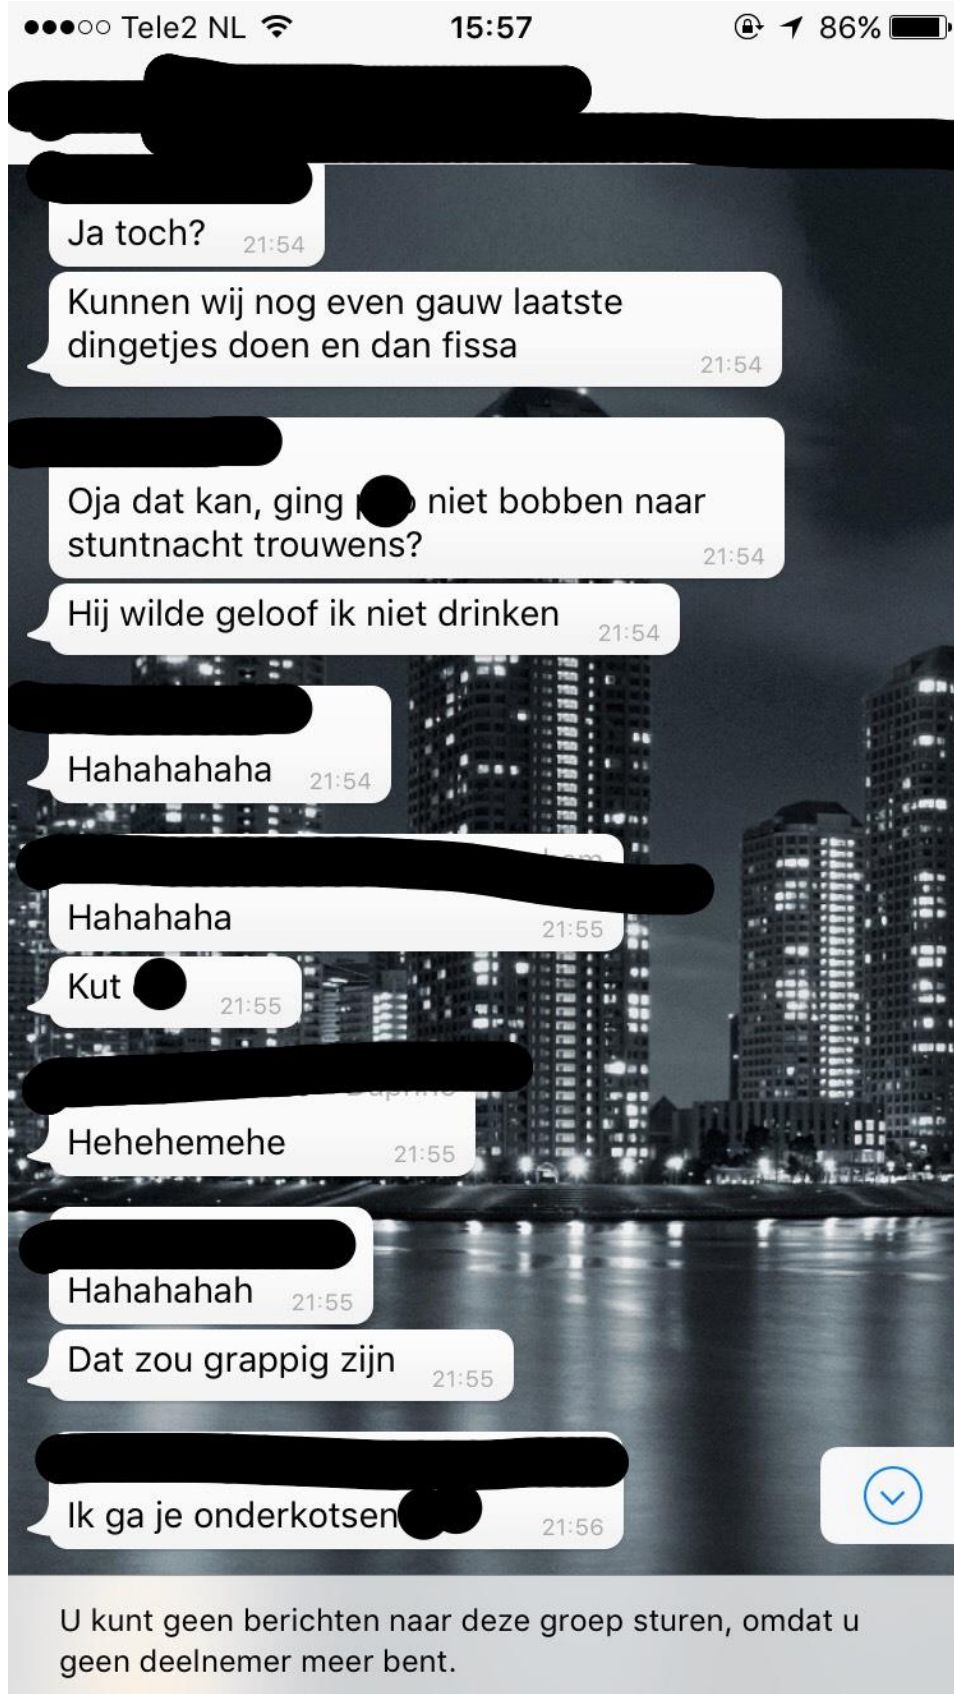 Tele2 NL 15:57 86%
Ja toch? 21:54
Kunnen wij nog even gauw laatste
dingetjes doen en dan fissa 21:54
Oja dat kan, ging niet bobben naar
stuntnacht trouwens? 21:54
Hij wilde geloof ik niet drinken 21:54
Hahahahaha 21:54
Hahahaha 21:55
Kut 21:55
Hehehemehe 21:55
Hahahahah 21:55
Dat zou grappig zijn 21:55
Ik ga je onderkotsen 21:56
U kunt geen berichten naar deze groep sturen, omdat u
geen deelnemer meer bent.